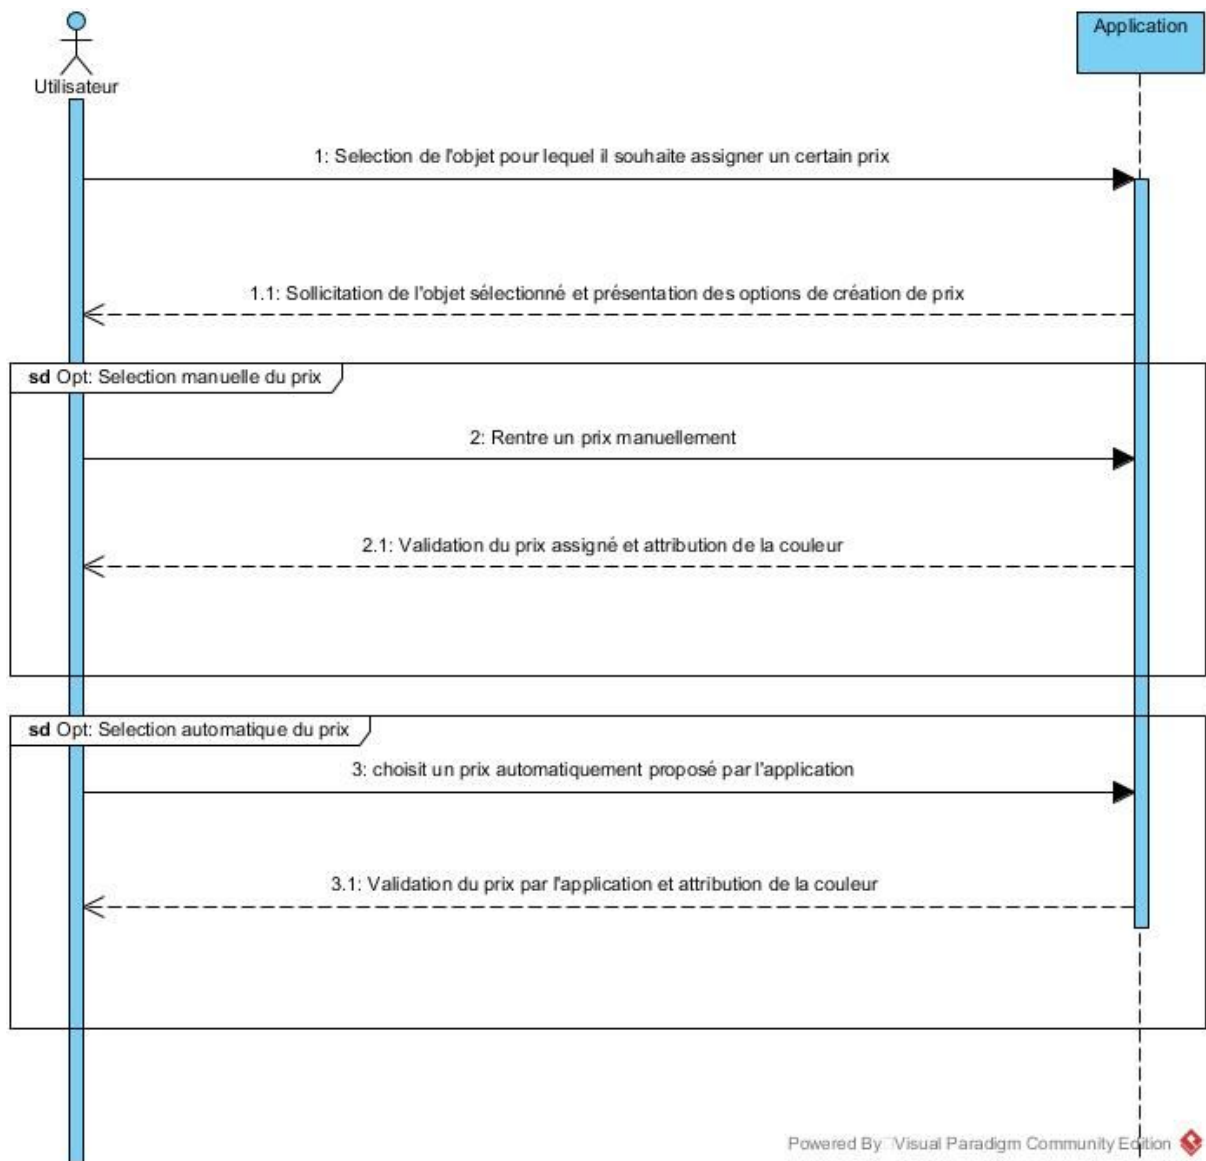 Application
Utilisateur
1: Selection de l'objet pour lequel il souhaite assigner un certain prix
1.1: Sollicitation de l'objet sélectionné et présentation des options de création de prix
sd Opt: Selection manuelle du prix
2: Rentre un prix manuellement
2.1: Validation du prix assigné et attribution de la couleur
sd Opt: Selection automatique du prix
3: choisit un prix automatiquement proposé par l'application
3.1: Validation du prix par l'application et attribution de la couleur
Powered By Visual Paradigm Community Edition